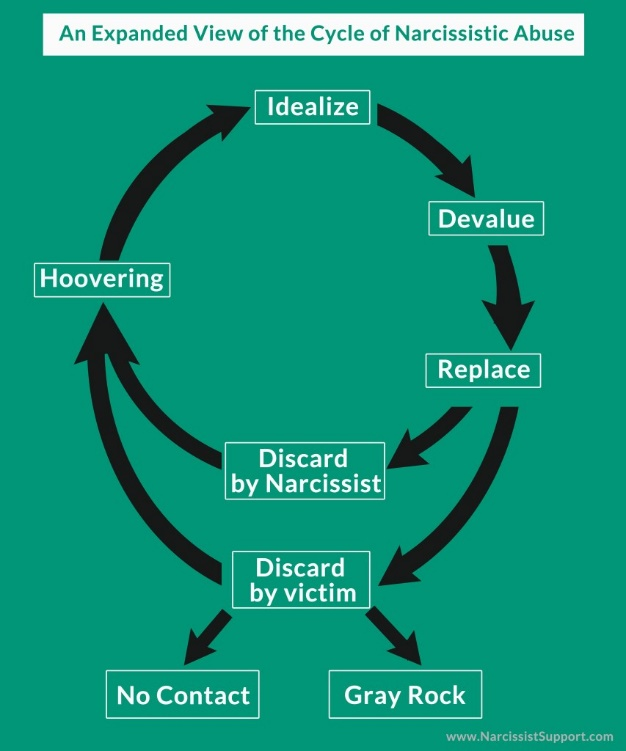 An Expanded View of the Cycle of Narcissistic Abuse
Idealize
Devalue
Hoovering
Replace
Discard
by Narcissist
Discard
by victim
No Contact
Gray Rock
www.NarcissistSupport.com